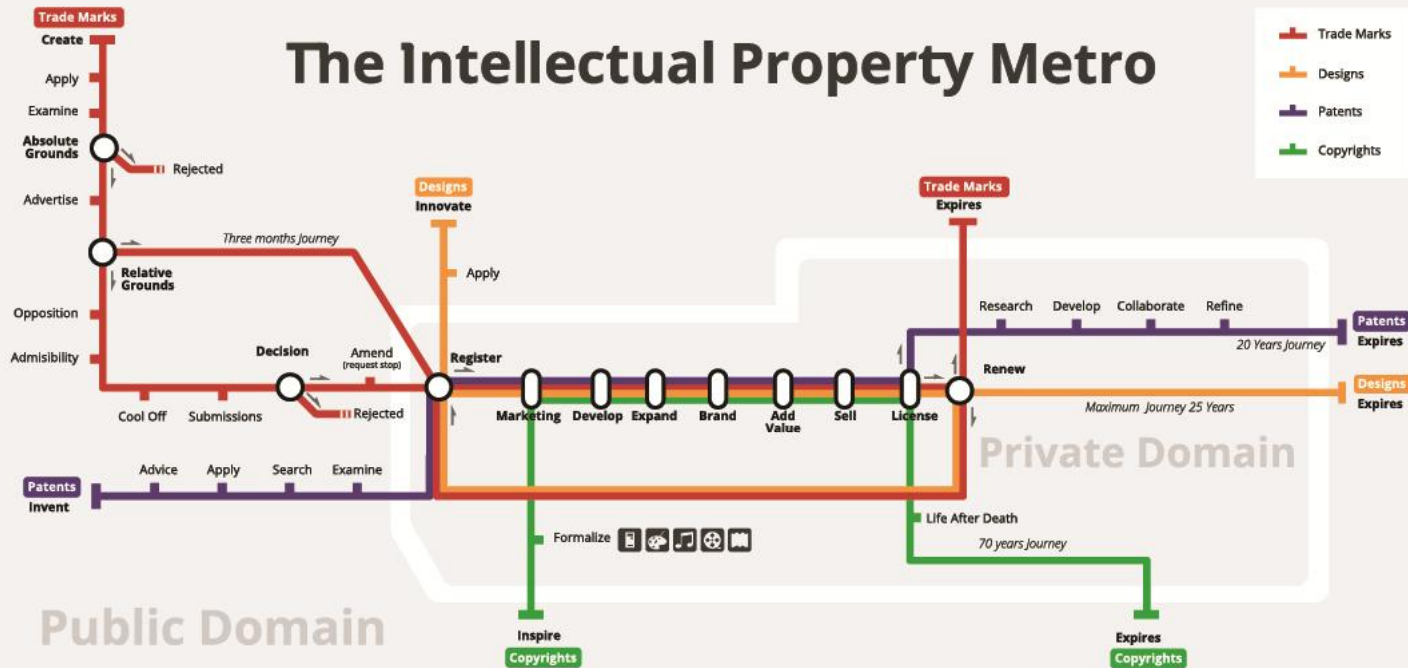 The Intellectual Property Metro
Trade Marks
Designs
Patents
Copyrights
Trade Marks
Create
Apply
Examine
Absolute
Grounds
Rejected
Advertise
Three months Journey
Relative
Grounds
Opposition
Admisibility
Cool Off
Submissions
Decision
Rejected
Amend
(request stop)
Designs
Innovate
Apply
Register
Marketing
Develop
Expand
Brand
Add
Value
Sell
License
Renew
Trade Marks
Expires
Research
Develop
Collaborate
Refine
20 Years Journey
Patents
Expires
Maximum Journey 25 Years
Designs
Expires
Private Domain
Patents
Invent
Advice
Apply
Search
Examine
Formalize
Inspire
Copyrights
Life After Death
70 years Journey
Expires
Copyrights
Public Domain